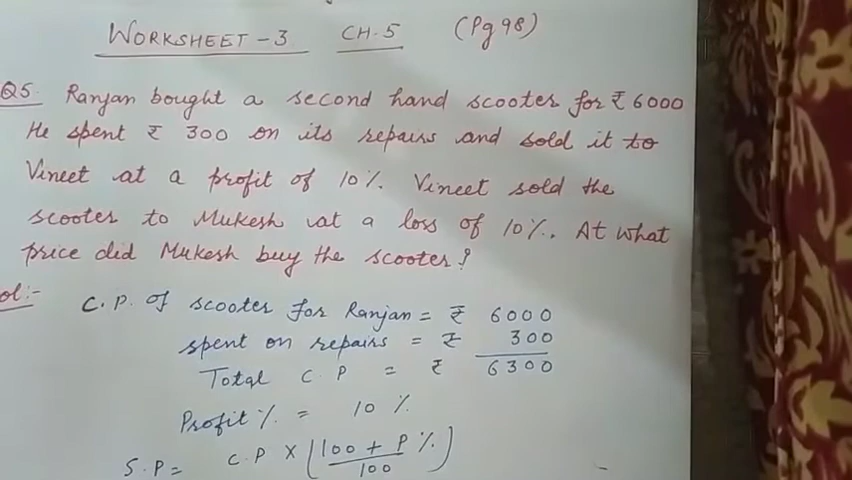 WORKSHEET-3 CH.5 (Pg 98)
Q5. Ranjan bought a second hand scooter for ₹ 6000
He spent ₹ 300 on its repairs and sold it to
Vineet at a profit of 10%. Vineet sold the
scooter to Mukesh at a loss of 10%. At what
price did Mukesh buy the scooter?
ol:- C.P. of scooter for Ranjan = ₹ 6000
spent on repairs = ₹ 300
Total C.P = ₹ 6300
Profit % = 10 %
S.P = C.P X (100 + P % / 100)